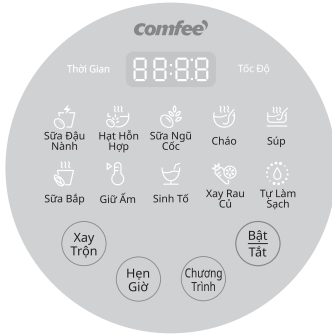 comfee'
Thời Gian 88:88 Tốc Độ
Sữa Đậu Nành
Hạt Hỗn Hợp
Sữa Ngũ Cốc
Cháo
Súp
Sữa Bắp
Giữ Ấm
Sinh Tố
Xay Rau Củ
Tự Làm Sạch
Xay Trộn
Hẹn Giờ
Chương Trình
Bật
Tắt